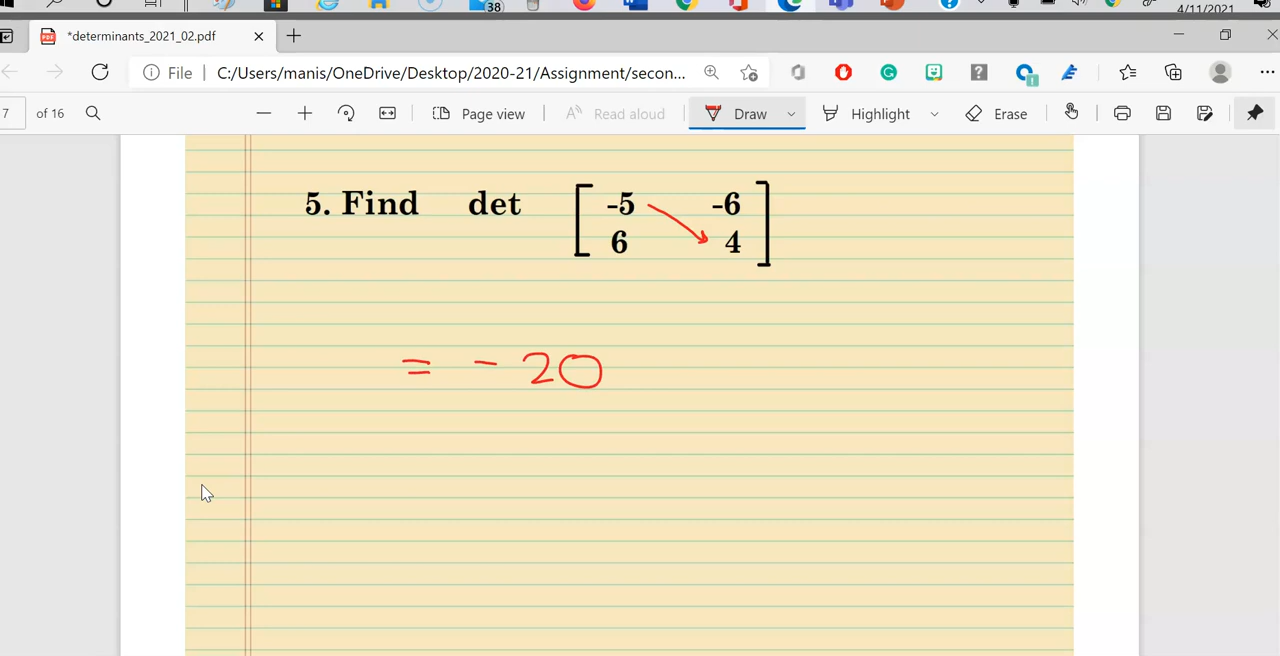 38
4/11/2021
*determinants_2021_02.pdf
File C:/Users/manis/OneDrive/Desktop/2020-21/Assignment/secon...
7 of 16 Page view Read aloud Draw Highlight Erase
5. Find det [ -5 -6
6 4 ]
= - 20